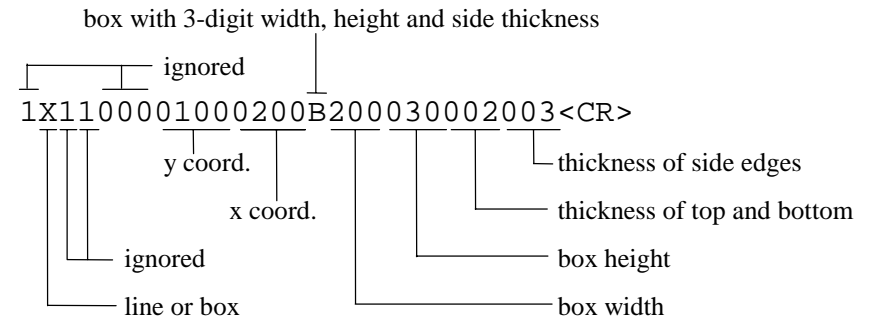 box with 3-digit width, height and side thickness
ignored
1X1100001000200B200030002003<CR>
y coord.
thickness of side edges
x coord.
thickness of top and bottom
ignored
box height
line or box
box width